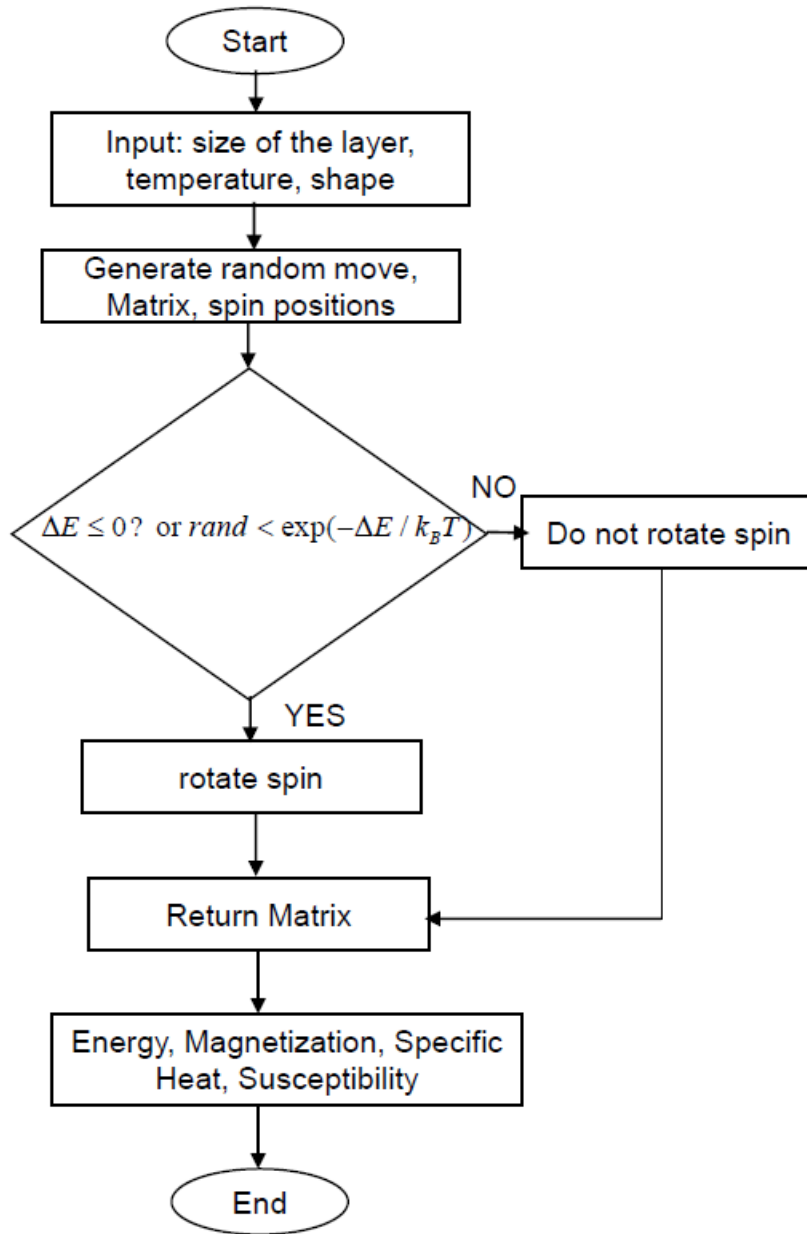 Start
Input: size of the layer,
temperature, shape
Generate random move,
Matrix, spin positions
ΔE ≤ 0? or rand < exp(−ΔE / k_BT)
NO
Do not rotate spin
YES
rotate spin
Return Matrix
Energy, Magnetization, Specific
Heat, Susceptibility
End